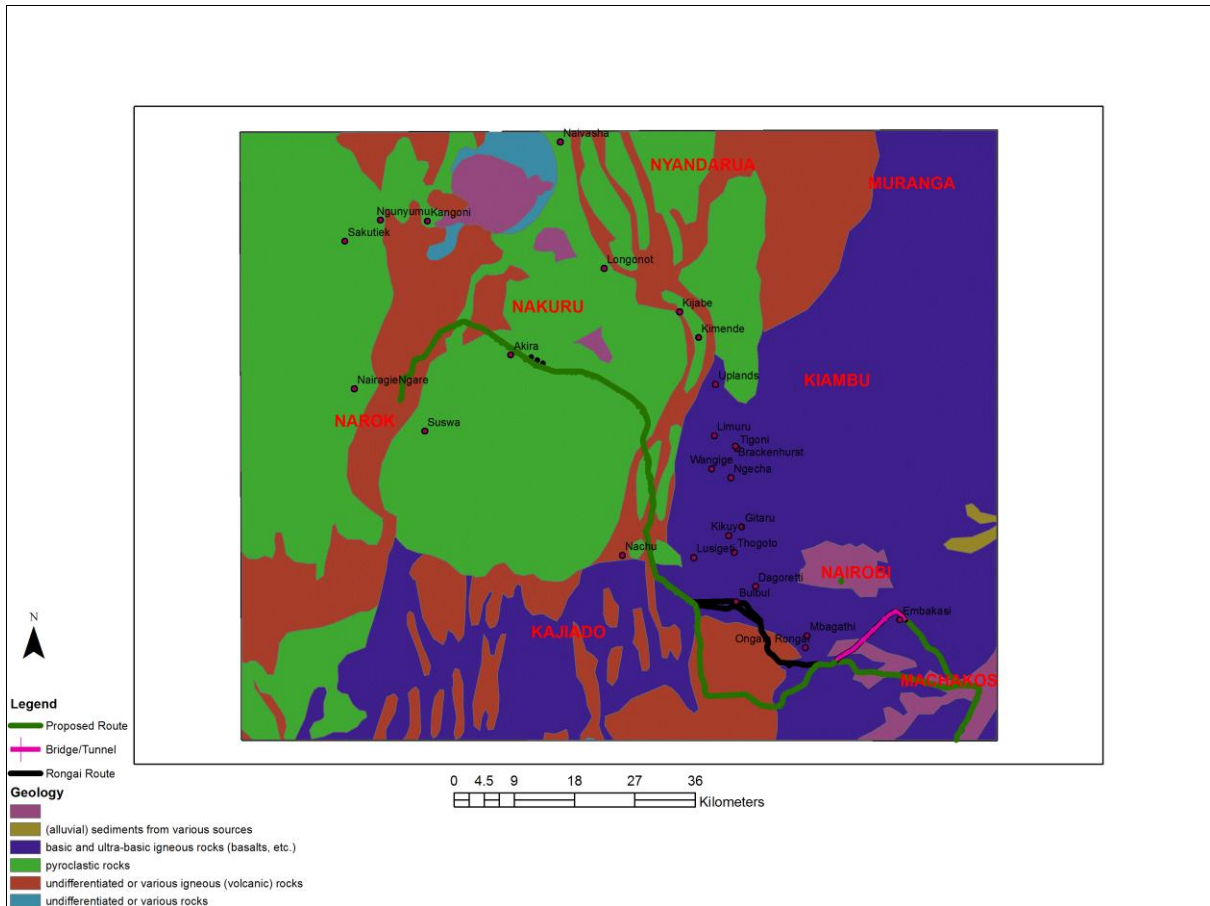 Naivasha
NYANDARUA
MURANGA
Ngunyumu
Kangoni
Sakutiek
Longonot
NAKURU
Kijabe
Kimende
Akira
Uplands
KIAMBU
NairagieNgare
NAROK
Suswa
Limuru
Tigoni
Brackenhurst
Wangige
Ngecha
Gitaru
Kikuy
Thogoto
Nachu
Lusigeti
NAIROBI
Dagoretti
Bulbul
Embakasi
KAJIADO
Mbagathi
Ongata Rongai
MACHAKOS
N
Legend
Proposed Route
Bridge/Tunnel
Rongai Route
Geology
(alluvial) sediments from various sources
basic and ultra-basic igneous rocks (basalts, etc.)
pyroclastic rocks
undifferentiated or various igneous (volcanic) rocks
undifferentiated or various rocks
0 4.5 9 18 27 36
Kilometers